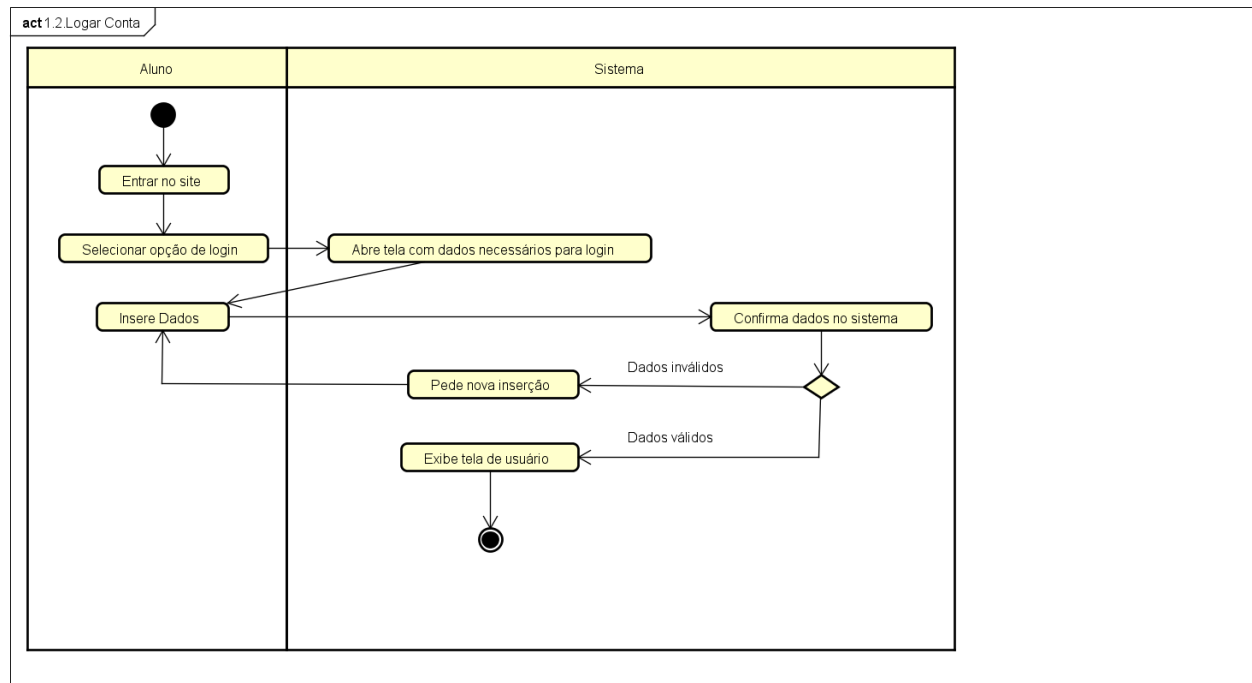 act 1.2.Logar Conta
Aluno
Sistema
Entrar no site
Selecionar opção de login
Abre tela com dados necessários para login
Insere Dados
Confirma dados no sistema
Dados inválidos
Pede nova inserção
Dados válidos
Exibe tela de usuário